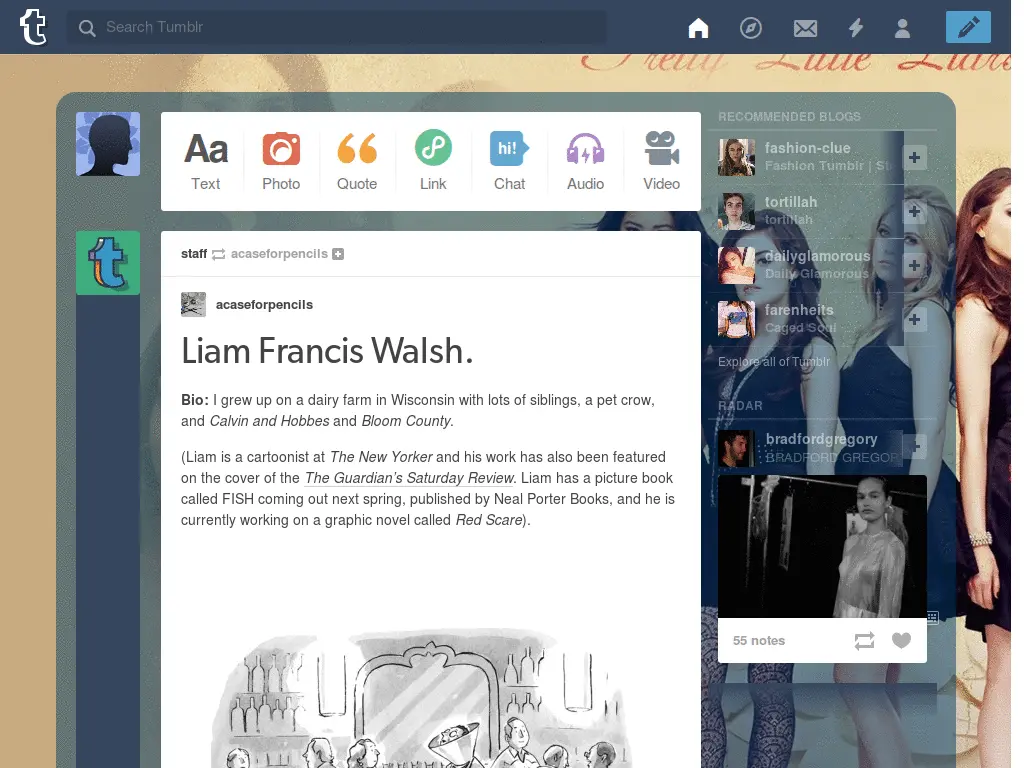 Search Tumblr
Pretty Little Liars
RECOMMENDED BLOGS
Aa
hi!
Text
Photo
Quote
Link
Chat
Audio
Video
fashion-clue
Fashion Tumblr | St
tortillah
tortillah
dailyglamorous
Daily Glamorous
farenheits
Caged Soul
Explore all of Tumblr
staff acaseforpencils
acaseforpencils
Liam Francis Walsh.
Bio: I grew up on a dairy farm in Wisconsin with lots of siblings, a pet crow,
and Calvin and Hobbes and Bloom County.
(Liam is a cartoonist at The New Yorker and his work has also been featured
on the cover of the The Guardian’s Saturday Review. Liam has a picture book
called FISH coming out next spring, published by Neal Porter Books, and he is
currently working on a graphic novel called Red Scare).
RADAR
bradfordgregory
BRADFORD GREGOR
55 notes